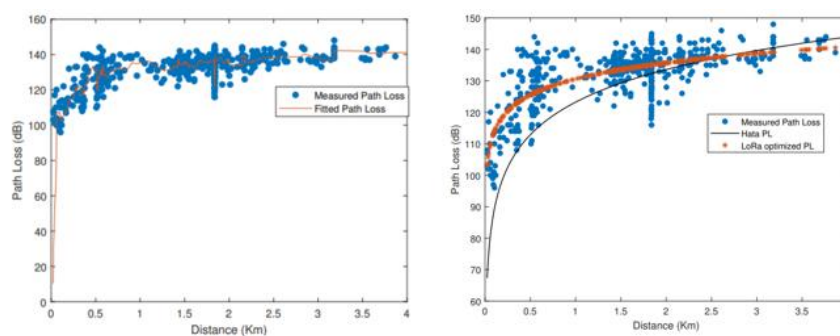 160
140
120
100
80
60
40
20
0
Path Loss (dB)
Measured Path Loss
Fitted Path Loss
0 0.5 1 1.5 2 2.5 3 3.5 4
Distance (Km)
150
140
130
120
110
100
90
80
70
60
Path Loss (dB)
Measured Path Loss
Hata PL
LoRa optimized PL
0 0.5 1 1.5 2 2.5 3 3.5
Distance (Km)